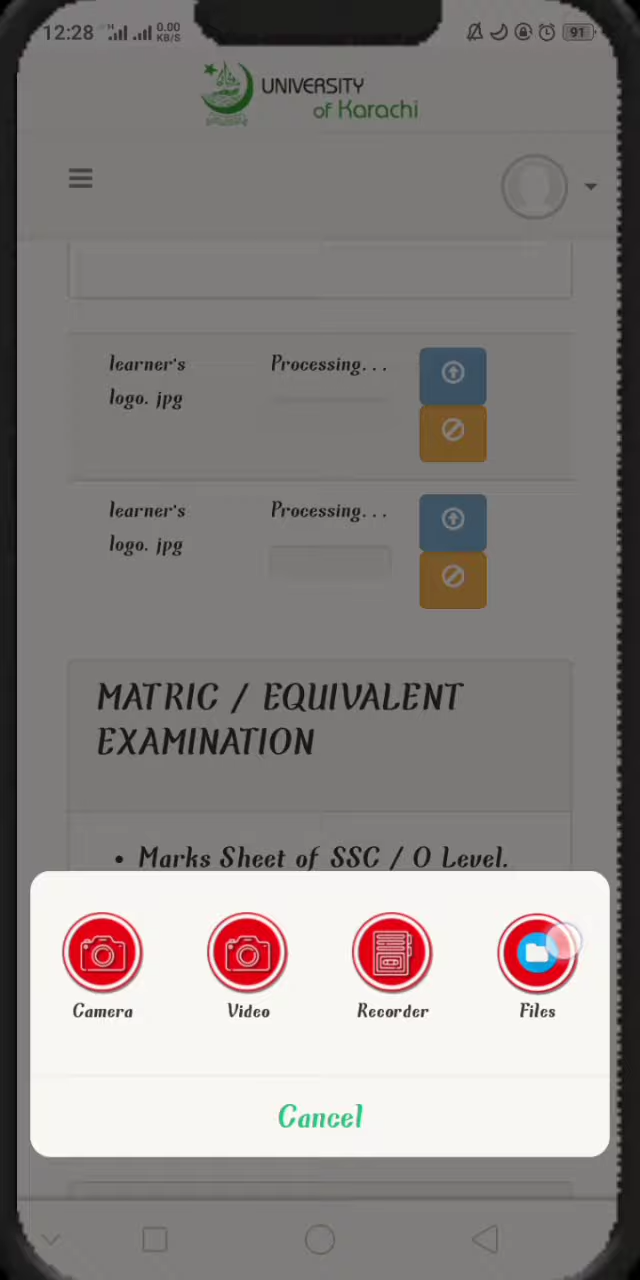 12:28 H 0.00 KB/S 91
UNIVERSITY
of Karachi
learner's Processing...
logo. jpg
learner's Processing...
logo. jpg
MATRIC / EQUIVALENT
EXAMINATION
• Marks Sheet of SSC / O Level.
Camera Video Recorder Files
Cancel